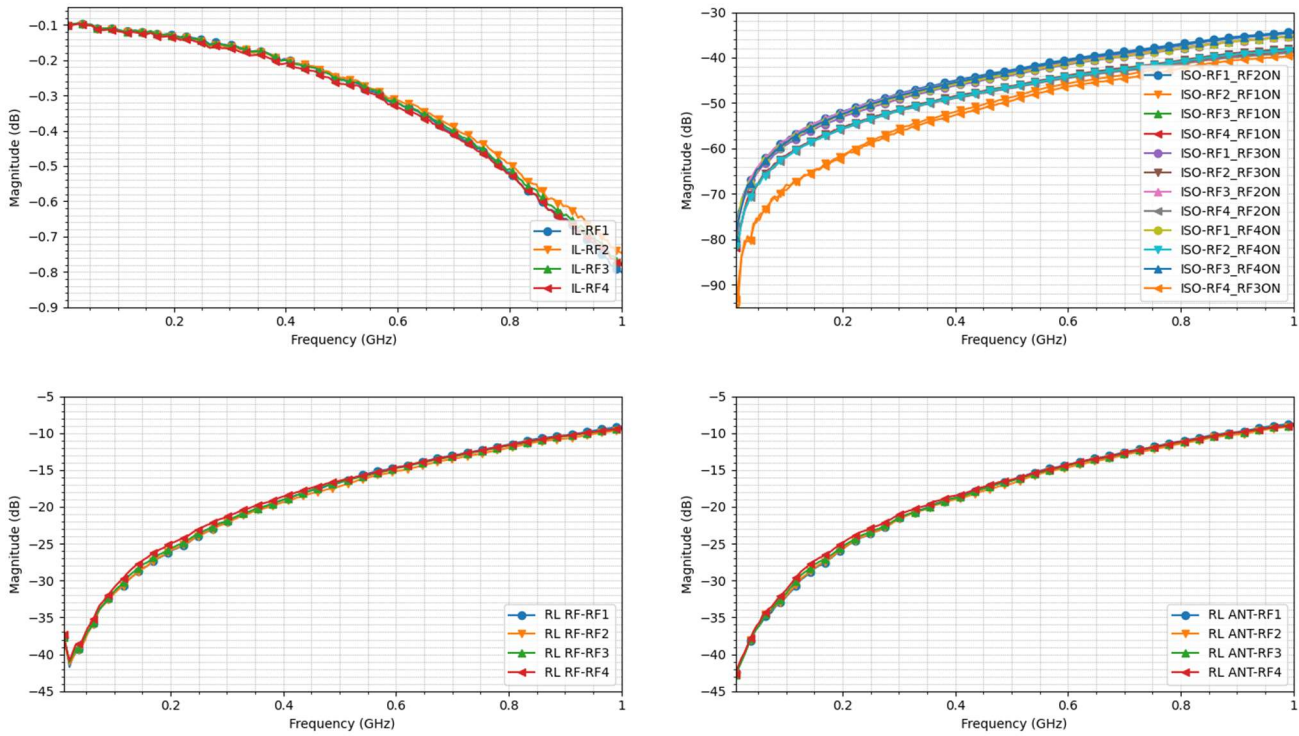 −0.1
−0.2
−0.3
−0.4
−0.5
−0.6
−0.7
−0.8
−0.9
Magnitude (dB)
0.2
0.4
0.6
0.8
1
Frequency (GHz)
IL-RF1
IL-RF2
IL-RF3
IL-RF4
−30
−40
−50
−60
−70
−80
−90
Magnitude (dB)
0.2
0.4
0.6
0.8
1
Frequency (GHz)
ISO-RF1_RF2ON
ISO-RF2_RF1ON
ISO-RF3_RF1ON
ISO-RF4_RF1ON
ISO-RF1_RF3ON
ISO-RF2_RF3ON
ISO-RF3_RF2ON
ISO-RF4_RF2ON
ISO-RF1_RF4ON
ISO-RF2_RF4ON
ISO-RF3_RF4ON
ISO-RF4_RF3ON
−5
−10
−15
−20
−25
−30
−35
−40
−45
Magnitude (dB)
0.2
0.4
0.6
0.8
1
Frequency (GHz)
RL RF-RF1
RL RF-RF2
RL RF-RF3
RL RF-RF4
−5
−10
−15
−20
−25
−30
−35
−40
−45
Magnitude (dB)
0.2
0.4
0.6
0.8
1
Frequency (GHz)
RL ANT-RF1
RL ANT-RF2
RL ANT-RF3
RL ANT-RF4